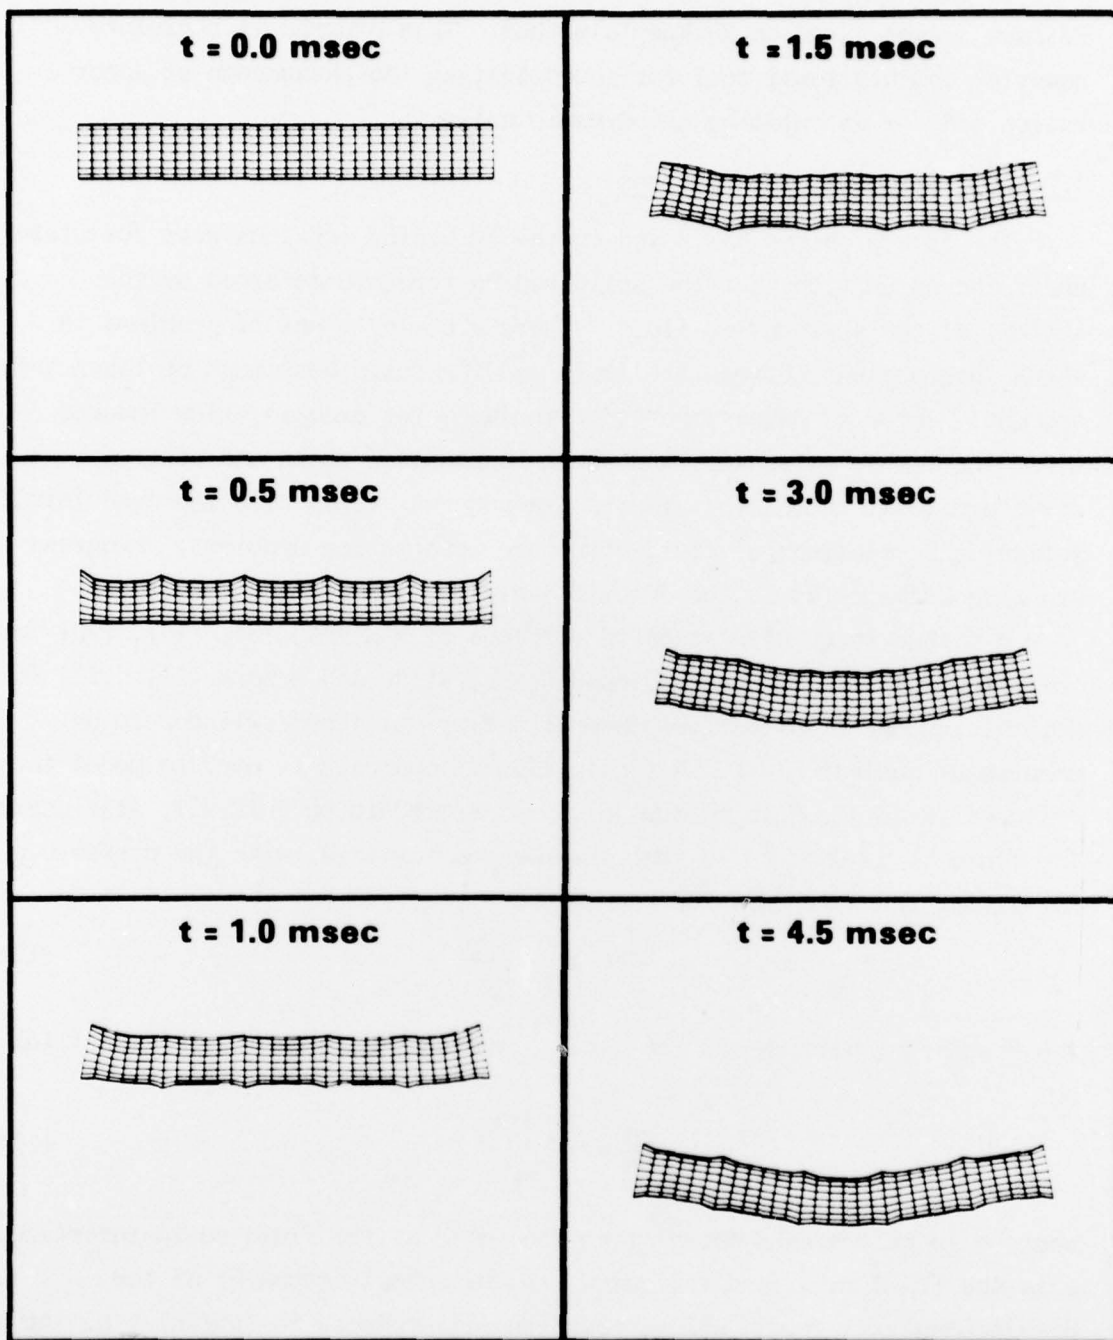 t = 0.0 msec
t = 1.5 msec
t = 0.5 msec
t = 3.0 msec
t = 1.0 msec
t = 4.5 msec